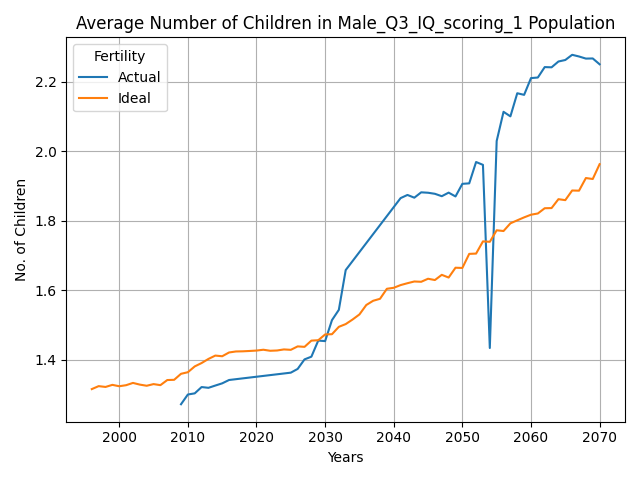 Average Number of Children in Male_Q3_IQ_scoring_1 Population
Fertility
Actual
Ideal
No. of Children
2.2
2.0
1.8
1.6
1.4
2000 2010 2020 2030 2040 2050 2060 2070
Years